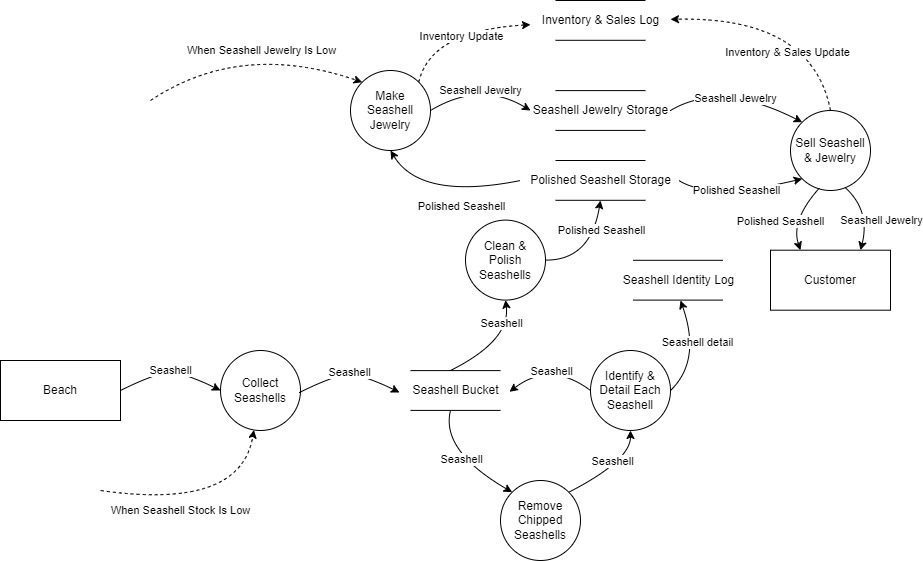 Inventory & Sales Log
Inventory Update
When Seashell Jewelry Is Low
Inventory & Sales Update
Make
Seashell
Jewelry
Seashell Jewelry
Seashell Jewelry Storage
Seashell Jewelry
Sell Seashell
& Jewelry
Polished Seashell Storage
Polished Seashell
Polished Seashell
Polished Seashell
Seashell Jewelry
Clean &
Polish
Seashells
Polished Seashell
Seashell Identity Log
Customer
Seashell
Seashell detail
Beach
Seashell
Collect
Seashells
Seashell
Seashell Bucket
Seashell
Identify &
Detail Each
Seashell
Seashell
Seashell
When Seashell Stock Is Low
Remove
Chipped
Seashells